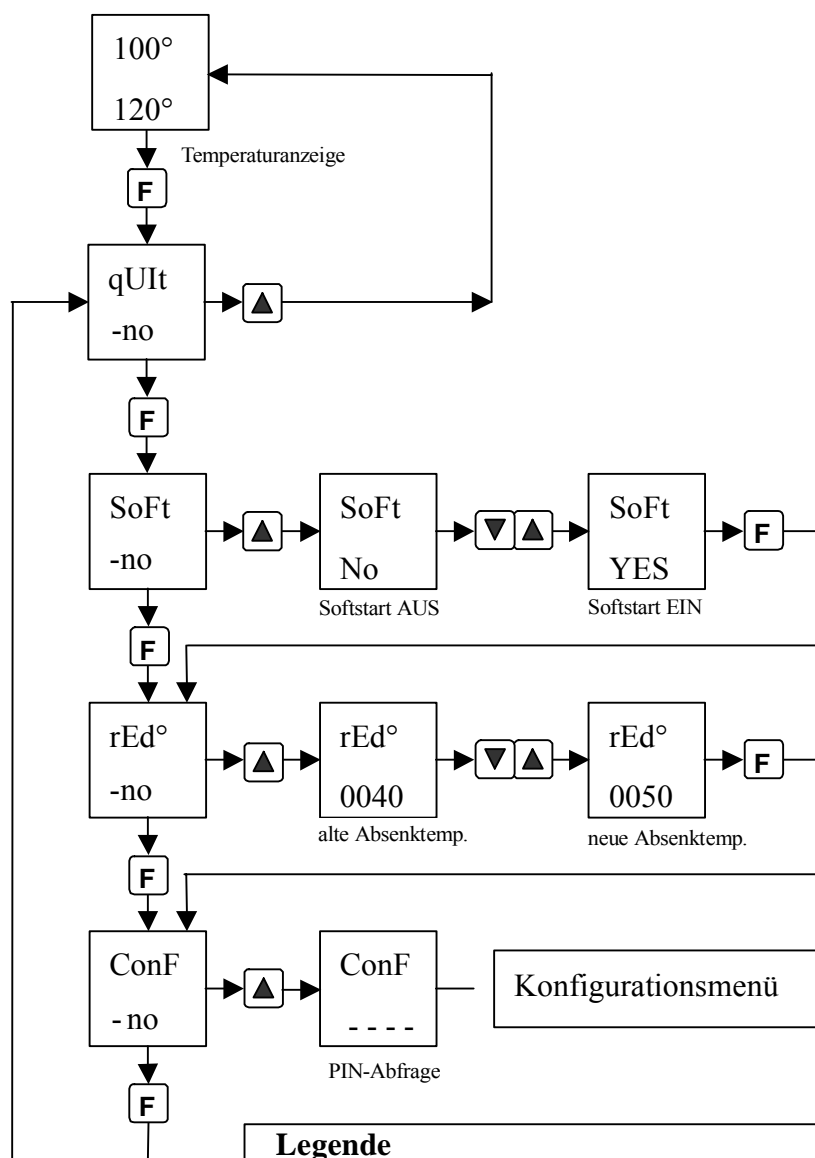 100°
120°
Temperaturanzeige
F
qUIt
-no
F
SoFt
-no
SoFt
No
Softstart AUS
SoFt
YES
Softstart EIN
F
F
rEd°
-no
rEd°
0040
alte Absenktemp.
rEd°
0050
neue Absenktemp.
F
F
ConF
-no
ConF
- - - -
PIN-Abfrage
Konfigurationsmenü
F
Legende